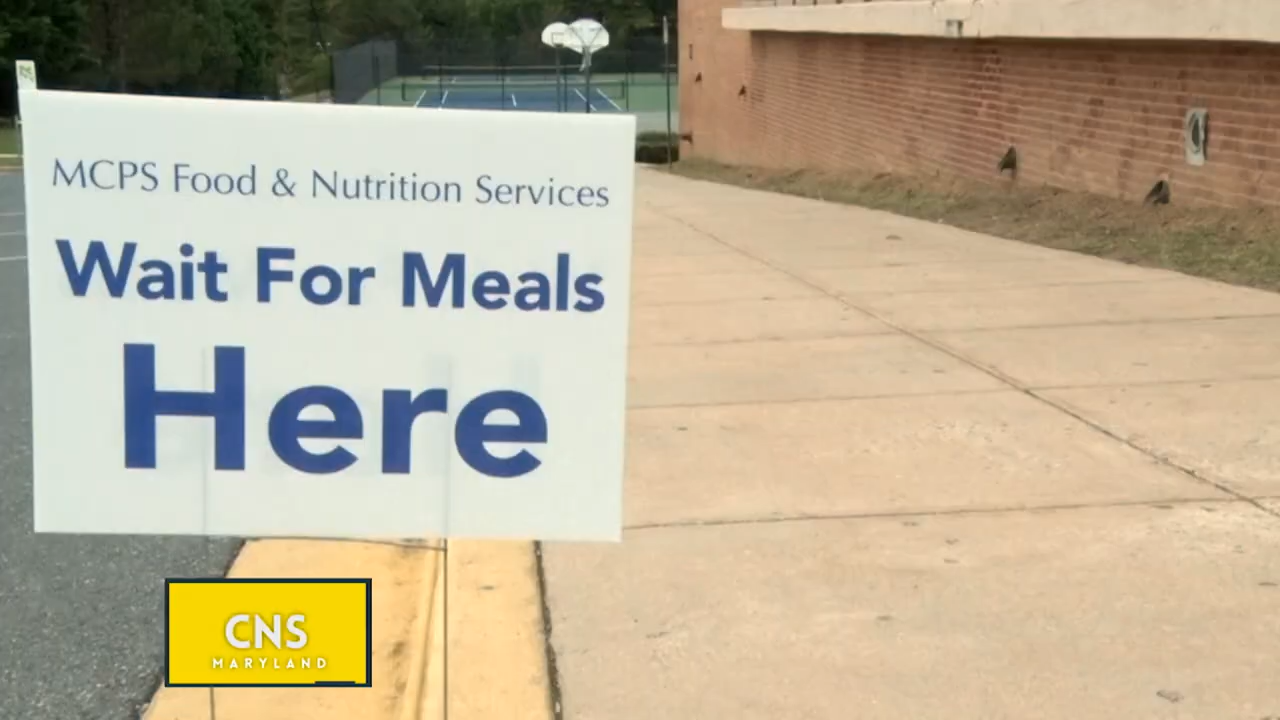 MCPS Food & Nutrition Services
Wait For Meals
Here
CNS
MARYLAND